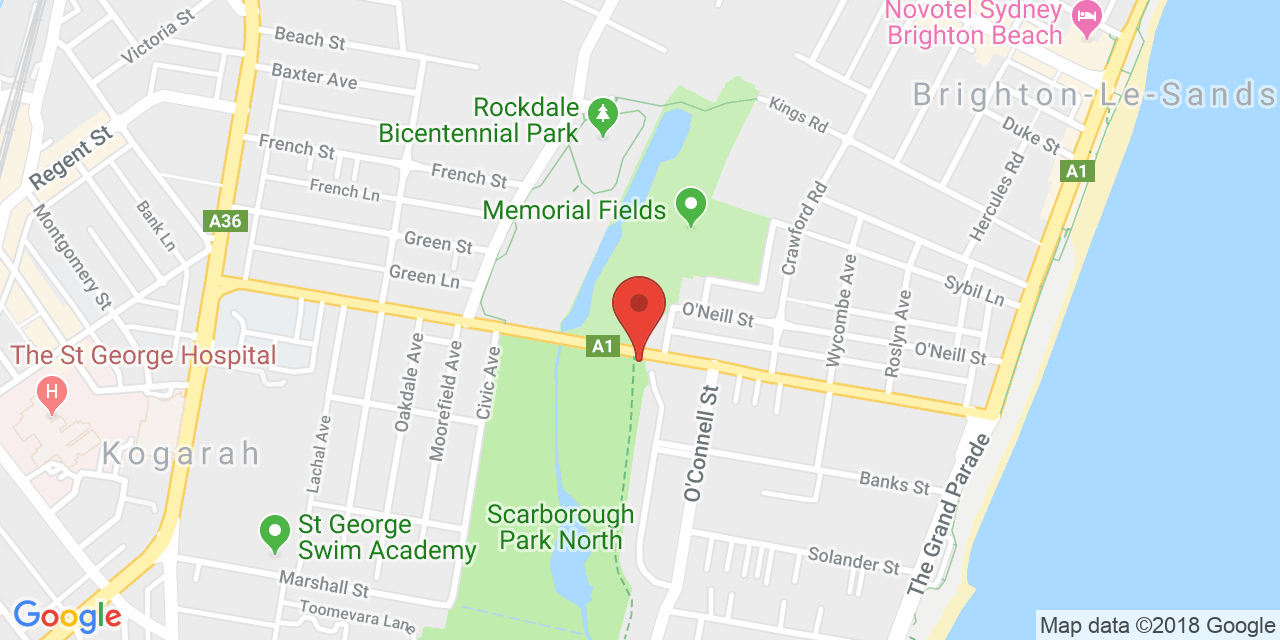 Novotel Sydney
Brighton Beach
Victoria St
Beach St
Baxter Ave
Brighton-Le-Sands
Rockdale
Bicentennial Park
Kings Rd
Duke St
Regent St
French St
French St
A1
Hercules Rd
French Ln
Memorial Fields
Crawford Rd
Montgomery St
Bank Ln
A36
Green St
Green Ln
Sybil Ln
Wycombe Ave
Roslyn Ave
O'Neill St
A1
O'Neill St
The St George Hospital
H
Oakdale Ave
Moorefield Ave
Civic Ave
Lachal Ave
Kogarah
O'Connell St
Banks St
The Grand Parade
Scarborough
Park North
St George
Swim Academy
Solander St
Marshall St
Toomevara Lane
Google
Map data ©2018 Google